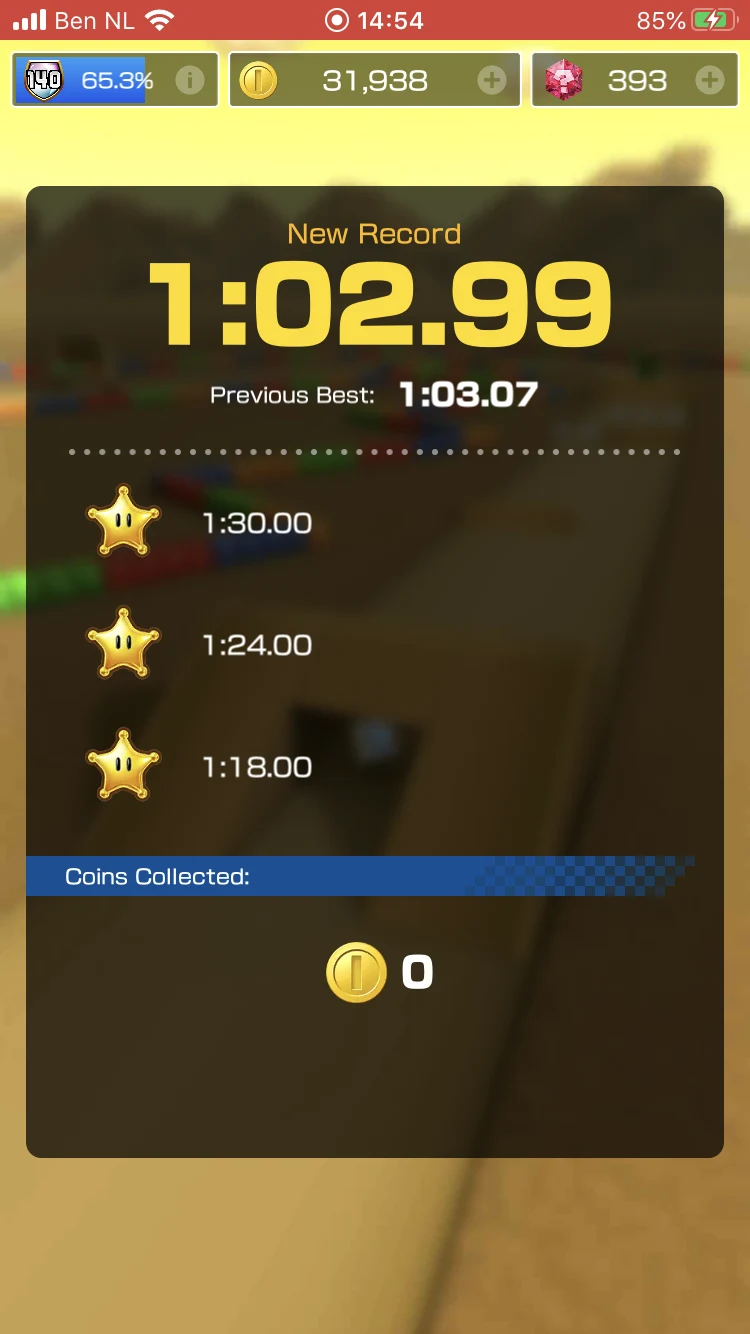 Ben NL 14:54 85%
140 65.3% i 31,938 + 393 +
New Record
1:02.99
Previous Best: 1:03.07
1:30.00
1:24.00
1:18.00
Coins Collected:
0